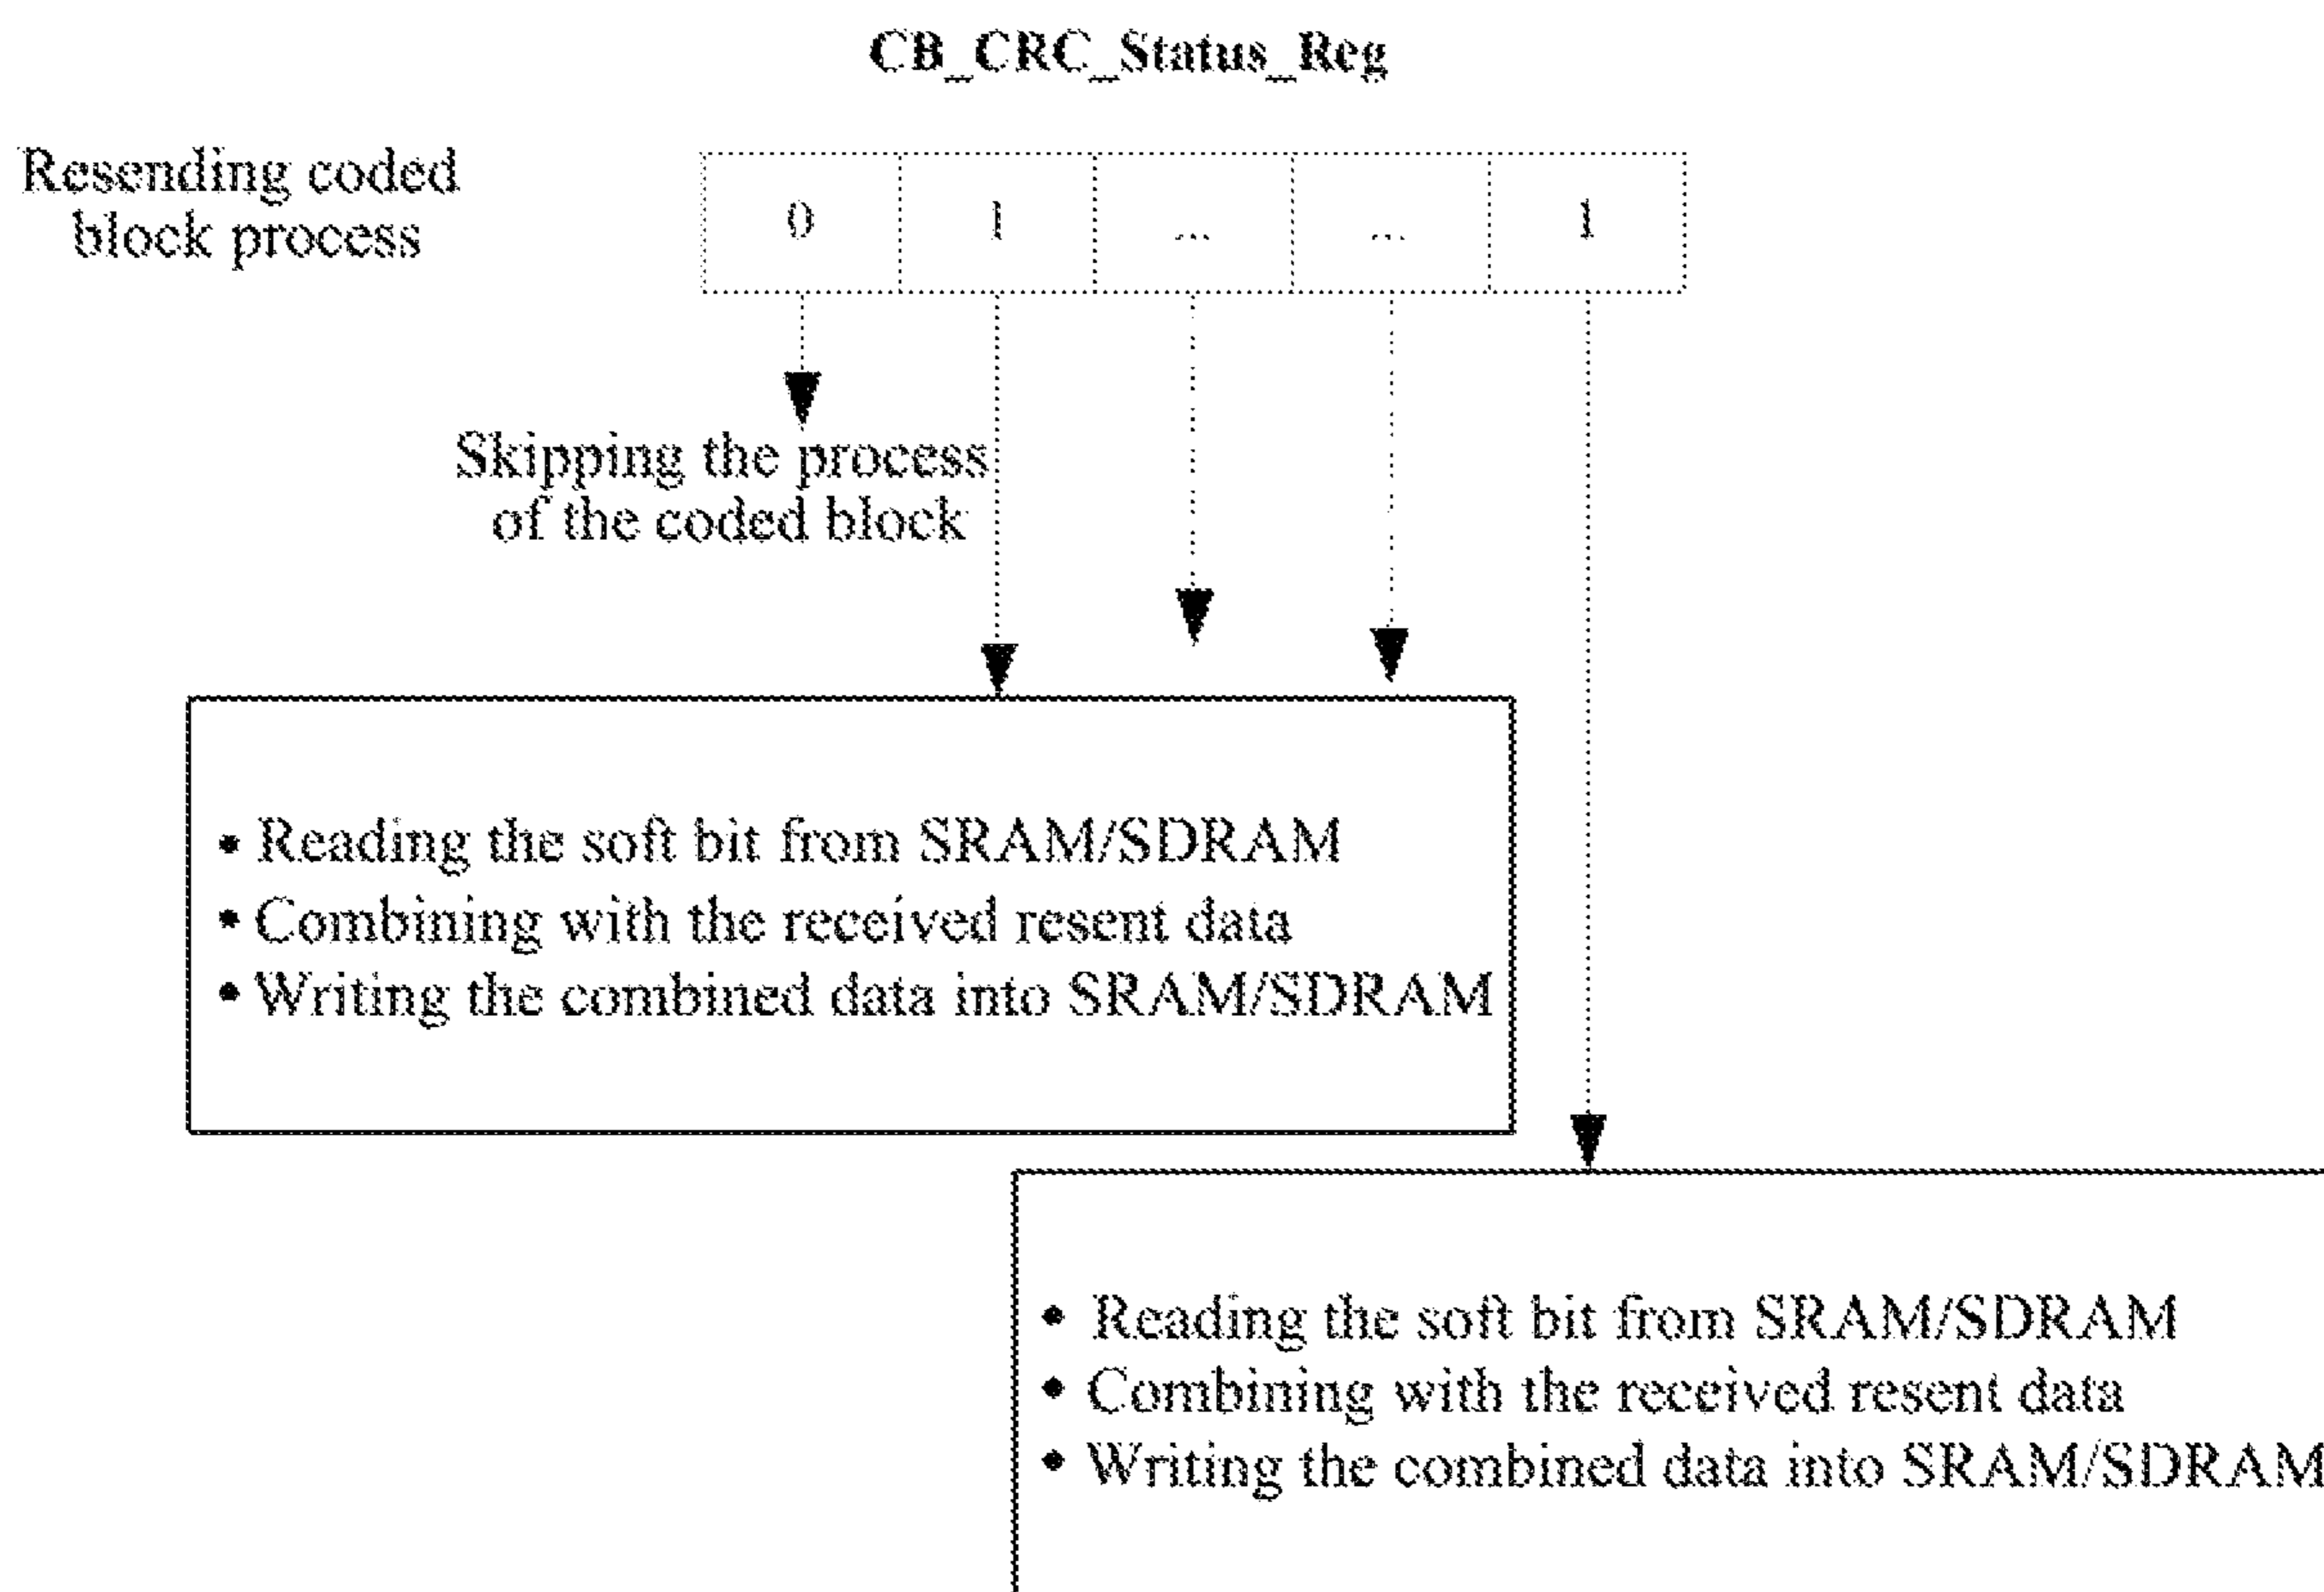 CB_CRC_Status_Reg
Resending coded
block process
0 1 ... ... 1
Skipping the process
of the coded block
• Reading the soft bit from SRAM/SDRAM
• Combining with the received resent data
• Writing the combined data into SRAM/SDRAM
• Reading the soft bit from SRAM/SDRAM
• Combining with the received resent data
• Writing the combined data into SRAM/SDRAM